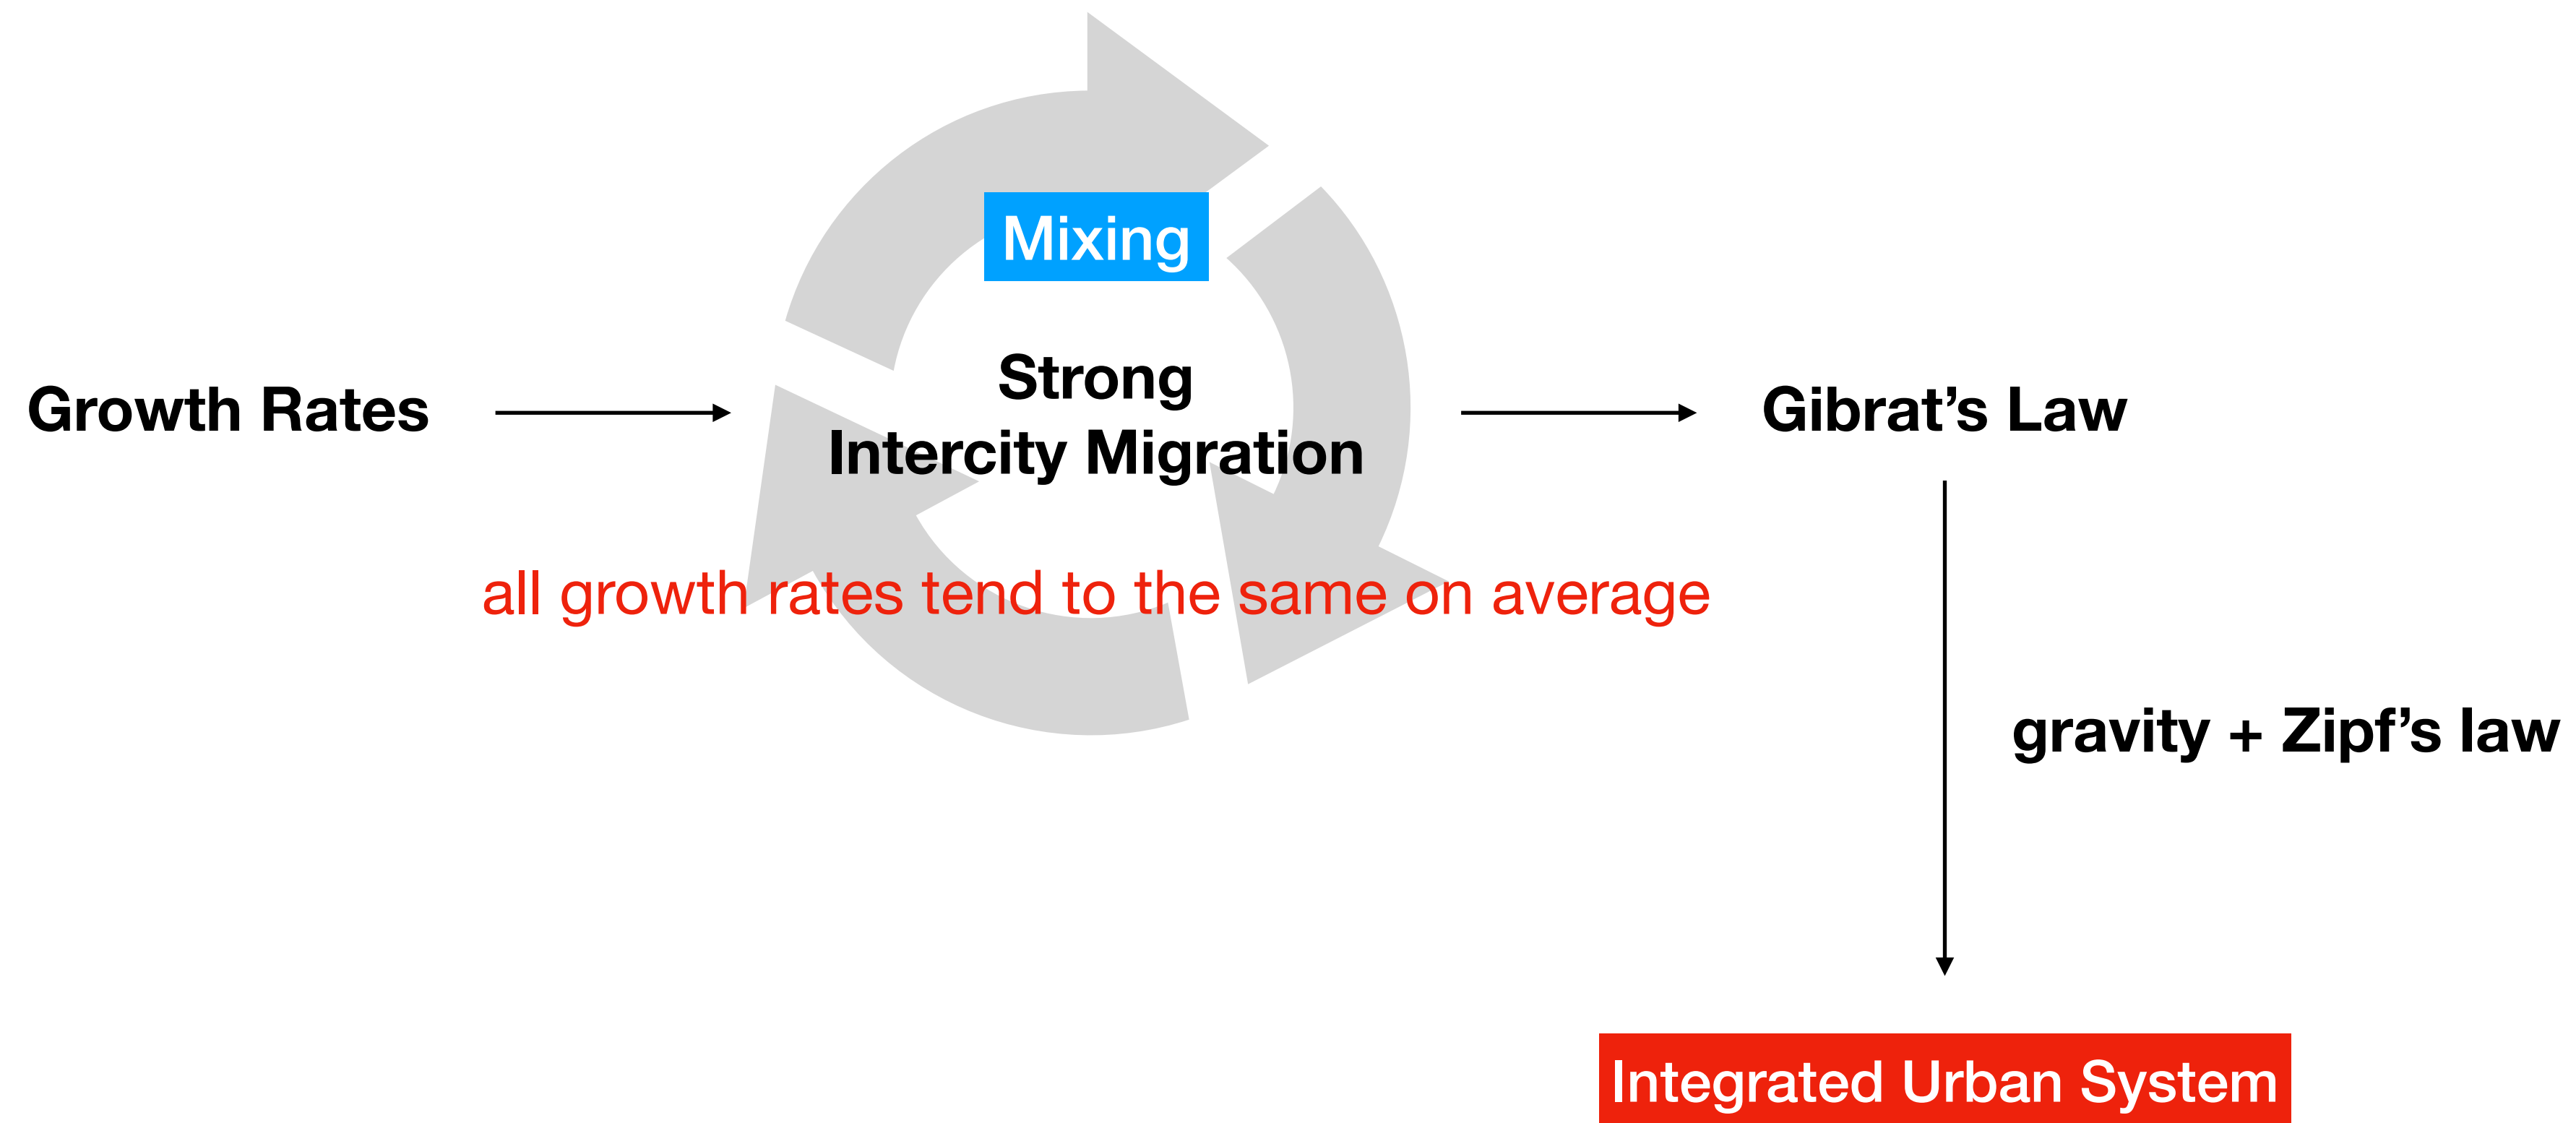 Mixing
Growth Rates
Strong
Intercity Migration
Gibrat’s Law
all growth rates tend to the same on average
gravity + Zipf’s law
Integrated Urban System